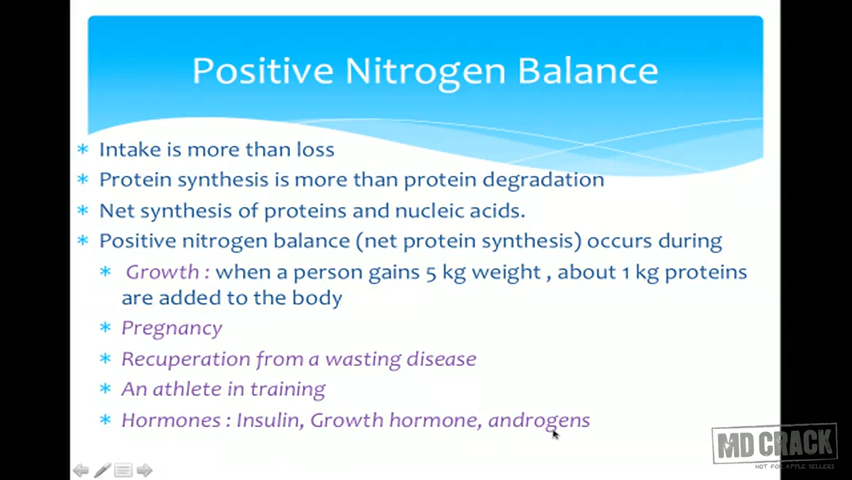 Positive Nitrogen Balance
Intake is more than loss
Protein synthesis is more than protein degradation
Net synthesis of proteins and nucleic acids.
Positive nitrogen balance (net protein synthesis) occurs during
Growth : when a person gains 5 kg weight , about 1 kg proteins
are added to the body
Pregnancy
Recuperation from a wasting disease
An athlete in training
Hormones : Insulin, Growth hormone, androgens
MD CRACK
NOT FOR APPLE SELLERS